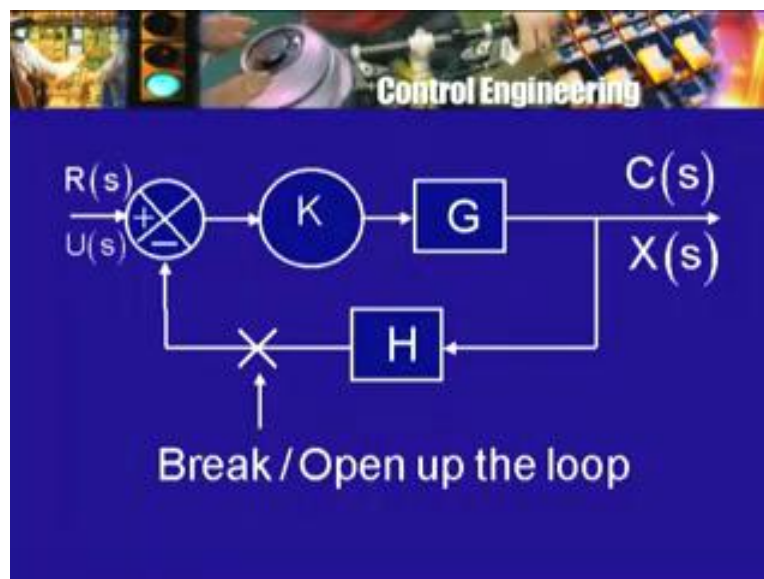 Control Engineering
R(s)
U(s)
+
−
K
G
C(s)
X(s)
H
Break / Open up the loop